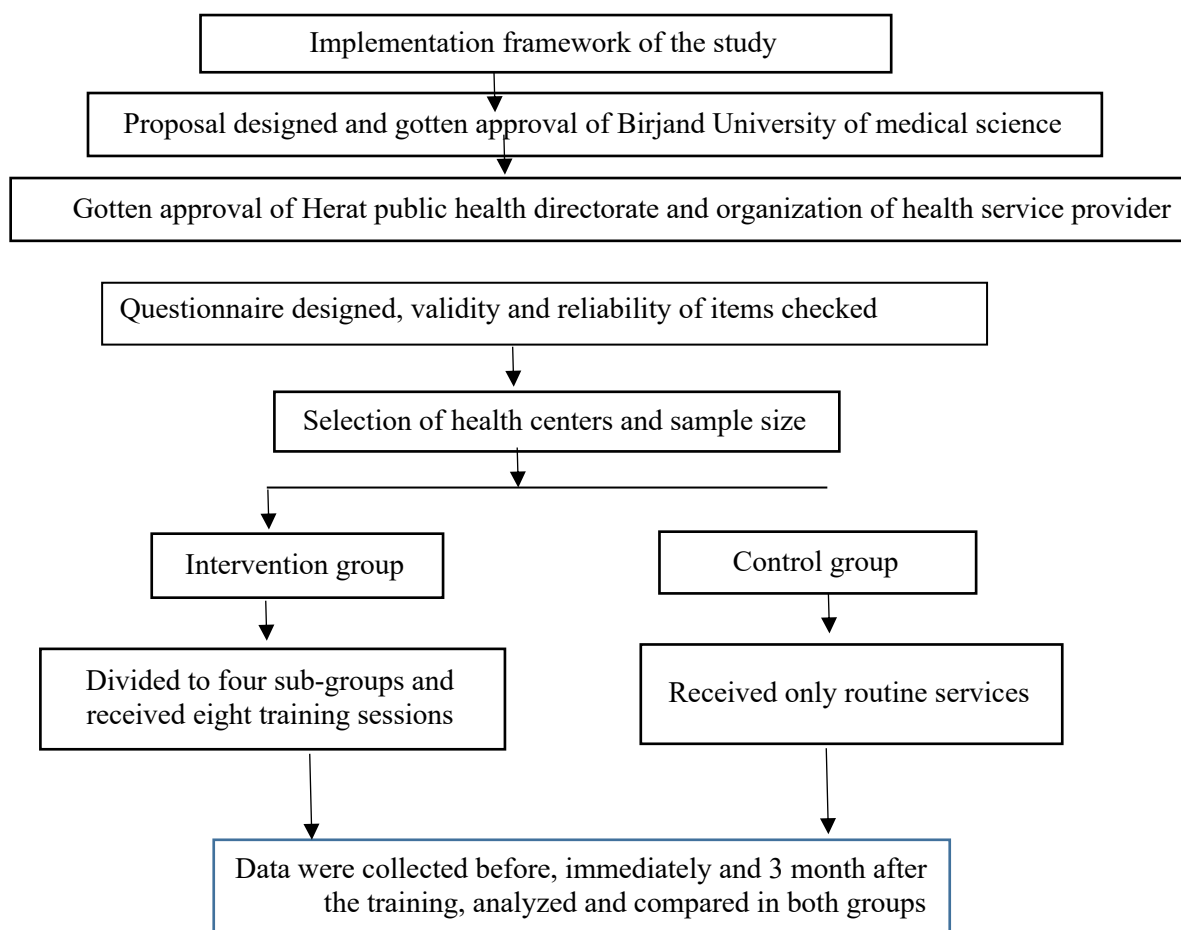 Implementation framework of the study
Proposal designed and gotten approval of Birjand University of medical science
Gotten approval of Herat public health directorate and organization of health service provider
Questionnaire designed, validity and reliability of items checked
Selection of health centers and sample size
Intervention group
Control group
Divided to four sub-groups and
received eight training sessions
Received only routine services
Data were collected before, immediately and 3 month after
the training, analyzed and compared in both groups